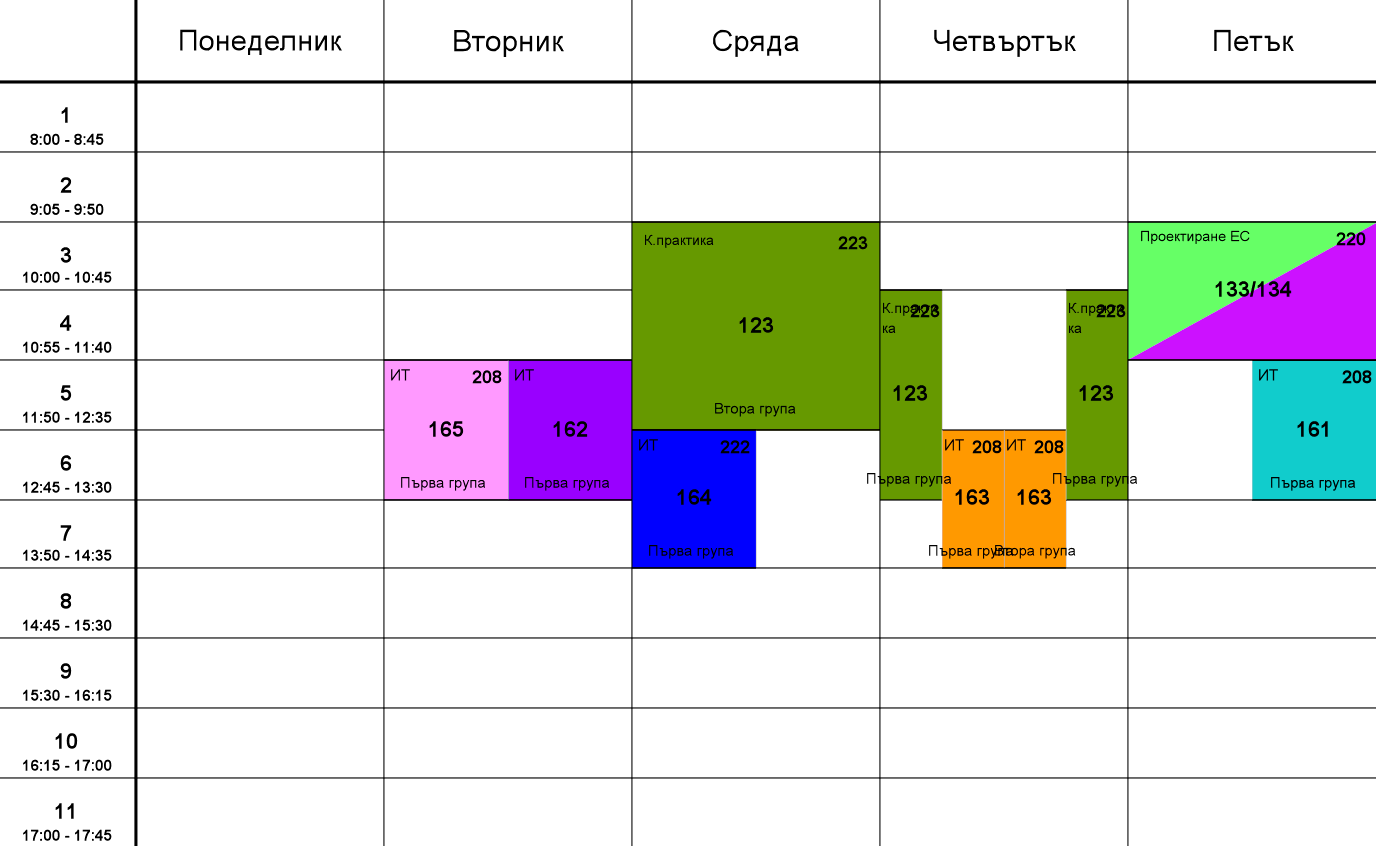 Понеделник Вторник Сряда Четвъртък Петък
1
8:00 - 8:45
2
9:05 - 9:50
3
10:00 - 10:45
К.практика 223
123
Втора група
Проектиране ЕС 220
133/134
4
10:55 - 11:40
К.практи
ка
223
123
Първа група
К.практи
ка
223
123
Първа група
5
11:50 - 12:35
ИТ 208
165
Първа група
ИТ
162
Първа група
ИТ 208
161
Първа група
6
12:45 - 13:30
ИТ 222
164
Първа група
ИТ 208
163
Първа група
ИТ 208
163
Втора група
7
13:50 - 14:35
8
14:45 - 15:30
9
15:30 - 16:15
10
16:15 - 17:00
11
17:00 - 17:45